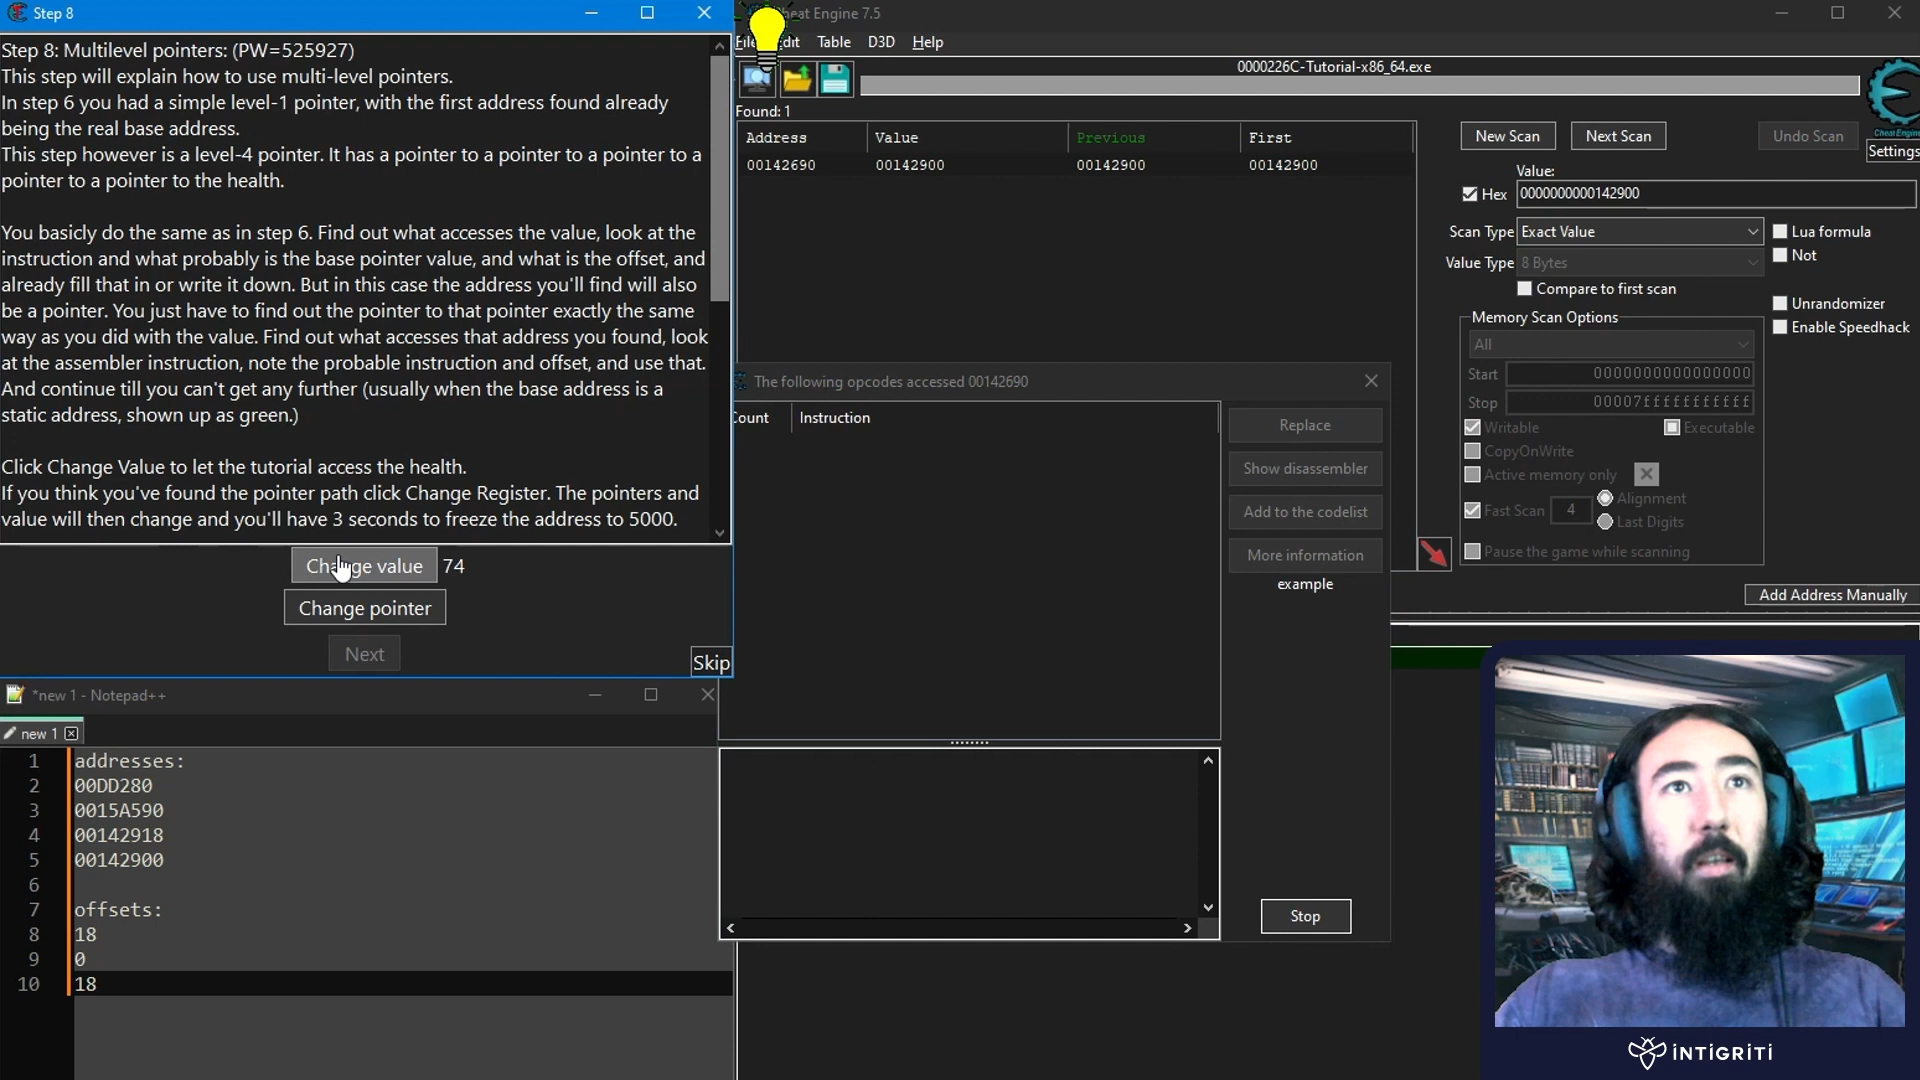 Step 8
Step 8: Multilevel pointers: (PW=525927)
This step will explain how to use multi-level pointers.
In step 6 you had a simple level-1 pointer, with the first address found already
being the real base address.
This step however is a level-4 pointer. It has a pointer to a pointer to a pointer to a
pointer to a pointer to the health.
You basicly do the same as in step 6. Find out what accesses the value, look at the
instruction and what probably is the base pointer value, and what is the offset, and
already fill that in or write it down. But in this case the address you'll find will also
be a pointer. You just have to find out the pointer to that pointer exactly the same
way as you did with the value. Find out what accesses that address you found, look
at the assembler instruction, note the probable instruction and offset, and use that.
And continue till you can't get any further (usually when the base address is a
static address, shown up as green.)
Click Change Value to let the tutorial access the health.
If you think you've found the pointer path click Change Register. The pointers and
value will then change and you'll have 3 seconds to freeze the address to 5000.
Change value 74
Change pointer
Next
Skip
*new 1 - Notepad++
new 1
1 addresses:
2 00DD280
3 0015A590
4 00142918
5 00142900
6
7 offsets:
8 18
9 0
10 18
Cheat Engine 7.5
File Edit Table D3D Help
0000226C-Tutorial-x86_64.exe
Found: 1
Address Value Previous First
00142690 00142900 00142900 00142900
New Scan Next Scan Undo Scan
Cheat Engine
Settings
Value:
Hex 0000000000142900
Scan Type Exact Value
Lua formula
Value Type 8 Bytes
Not
Compare to first scan
Unrandomizer
Enable Speedhack
Memory Scan Options
All
Start 0000000000000000
Stop 00007fffffffffff
Writable Executable
CopyOnWrite
Active memory only
Fast Scan 4 Alignment
Last Digits
Pause the game while scanning
Add Address Manually
The following opcodes accessed 00142690
Count Instruction
Replace
Show disassembler
Add to the codelist
More information
example
Stop
INTIGRITI